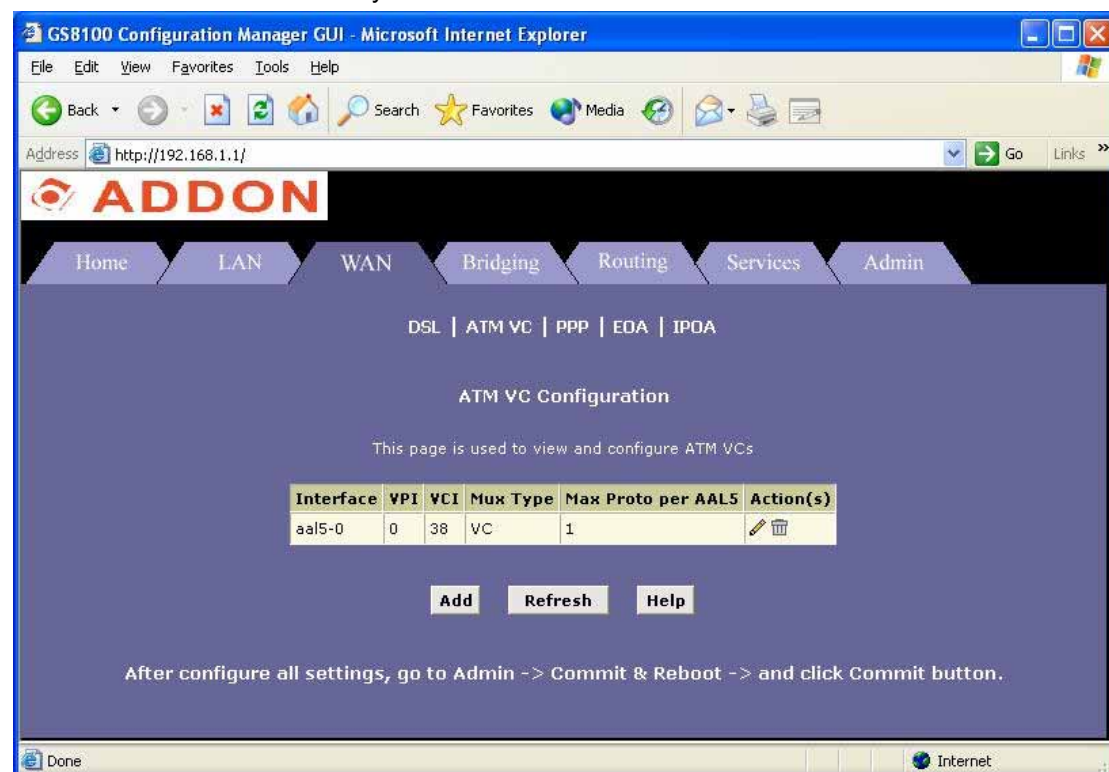 GS8100 Configuration Manager GUI - Microsoft Internet Explorer
File Edit View Favorites Tools Help
Back Search Favorites Media
Address http://192.168.1.1/ Go Links »
ADDON
Home LAN WAN Bridging Routing Services Admin
DSL | ATM VC | PPP | EOA | IPOA
ATM VC Configuration
This page is used to view and configure ATM VCs
Interface VPI VCI Mux Type Max Proto per AAL5 Action(s)
aal5-0 0 38 VC 1
Add Refresh Help
After configure all settings, go to Admin -> Commit & Reboot -> and click Commit button.
Done Internet